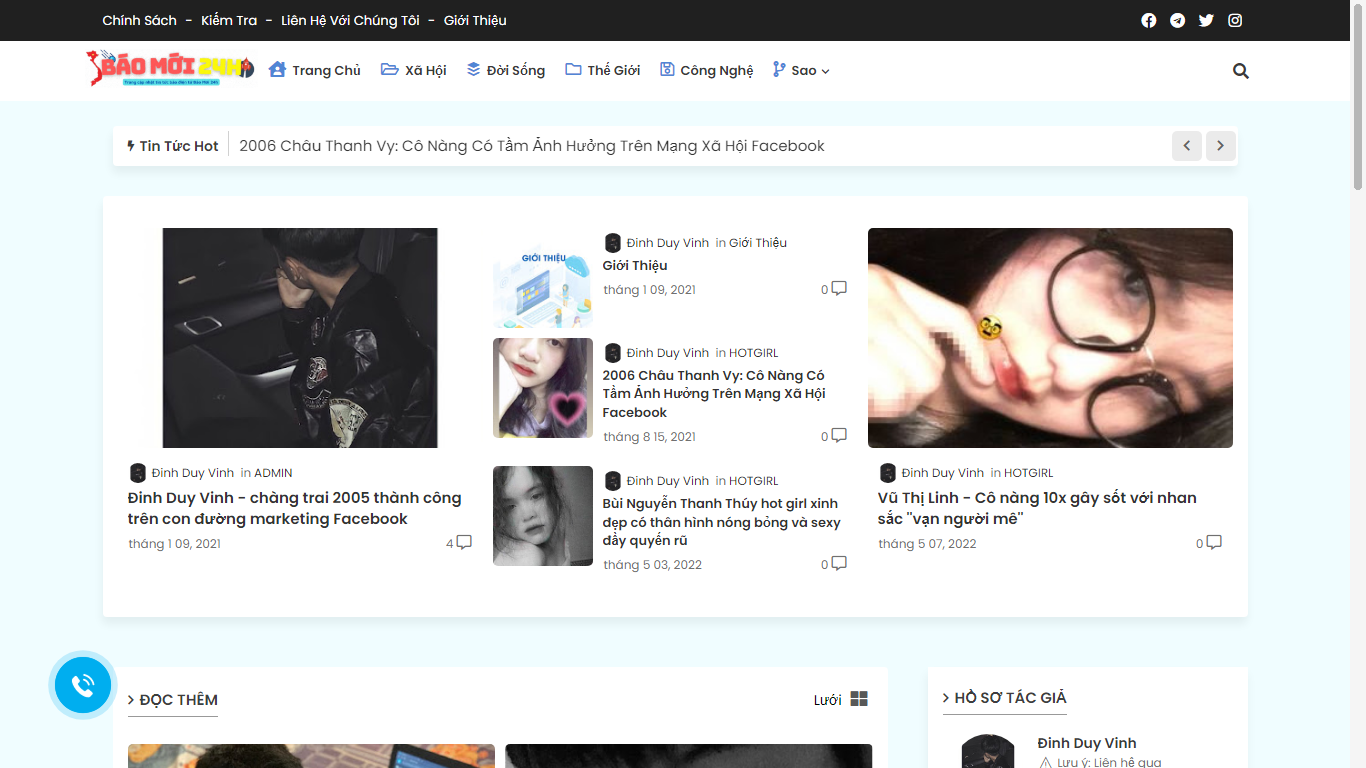 Chính Sách - Kiểm Tra - Liên Hệ Với Chúng Tôi - Giới Thiệu
BÁO MỚI 24H
Trang Chủ Xã Hội Đời Sống Thế Giới Công Nghệ Sao
Tin Tức Hot
2006 Châu Thanh Vy: Cô Nàng Có Tầm Ảnh Hưởng Trên Mạng Xã Hội Facebook
Đinh Duy Vinh in ADMIN
Đinh Duy Vinh - chàng trai 2005 thành công
trên con đường marketing Facebook
tháng 1 09, 2021
4
GIỚI THIỆU
Đinh Duy Vinh in Giới Thiệu
Giới Thiệu
tháng 1 09, 2021
0
Đinh Duy Vinh in HOTGIRL
2006 Châu Thanh Vy: Cô Nàng Có
Tầm Ảnh Hưởng Trên Mạng Xã Hội
Facebook
tháng 8 15, 2021
0
Đinh Duy Vinh in HOTGIRL
Bùi Nguyễn Thanh Thúy hot girl xinh
đẹp có thân hình nóng bỏng và sexy
đầy quyến rũ
tháng 5 03, 2022
0
Đinh Duy Vinh in HOTGIRL
Vũ Thị Linh - Cô nàng 10x gây sốt với nhan
sắc "vạn người mê"
tháng 5 07, 2022
0
ĐỌC THÊM
Lưới
HỒ SƠ TÁC GIẢ
Đinh Duy Vinh
Lưu ý: Liên hệ qua